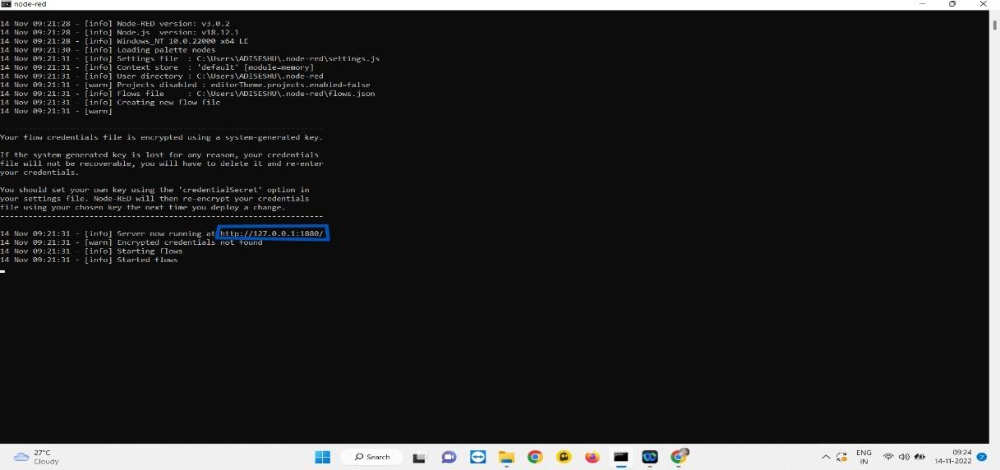 node-red
14 Nov 09:21:28 - [info] Node-RED version: v3.0.2
14 Nov 09:21:28 - [info] Node.js  version: v18.12.1
14 Nov 09:21:28 - [info] Windows_NT 10.0.22000 x64 LE
14 Nov 09:21:30 - [info] Loading palette nodes
14 Nov 09:21:31 - [info] Settings file  : C:\Users\ADISESHU\.node-red\settings.js
14 Nov 09:21:31 - [info] Context store  : 'default' [module=memory]
14 Nov 09:21:31 - [info] User directory : C:\Users\ADISESHU\.node-red
14 Nov 09:21:31 - [warn] Projects disabled : editorTheme.projects.enabled=false
14 Nov 09:21:31 - [info] Flows file     : C:\Users\ADISESHU\.node-red\flows.json
14 Nov 09:21:31 - [info] Creating new flow file
14 Nov 09:21:31 - [warn]
---------------------------------------------------------------------
Your flow credentials file is encrypted using a system-generated key.
If the system-generated key is lost for any reason, your credentials
file will not be recoverable, you will have to delete it and re-enter
your credentials.
You should set your own key using the 'credentialSecret' option in
your settings file. Node-RED will then re-encrypt your credentials
file using your chosen key the next time you deploy a change.
---------------------------------------------------------------------
14 Nov 09:21:31 - [info] Server now running at http://127.0.0.1:1880/
14 Nov 09:21:31 - [warn] Encrypted credentials not found
14 Nov 09:21:31 - [info] Starting flows
14 Nov 09:21:31 - [info] Started flows
27°C
Cloudy
Search
ENG
IN
09:24
14-11-2022
2